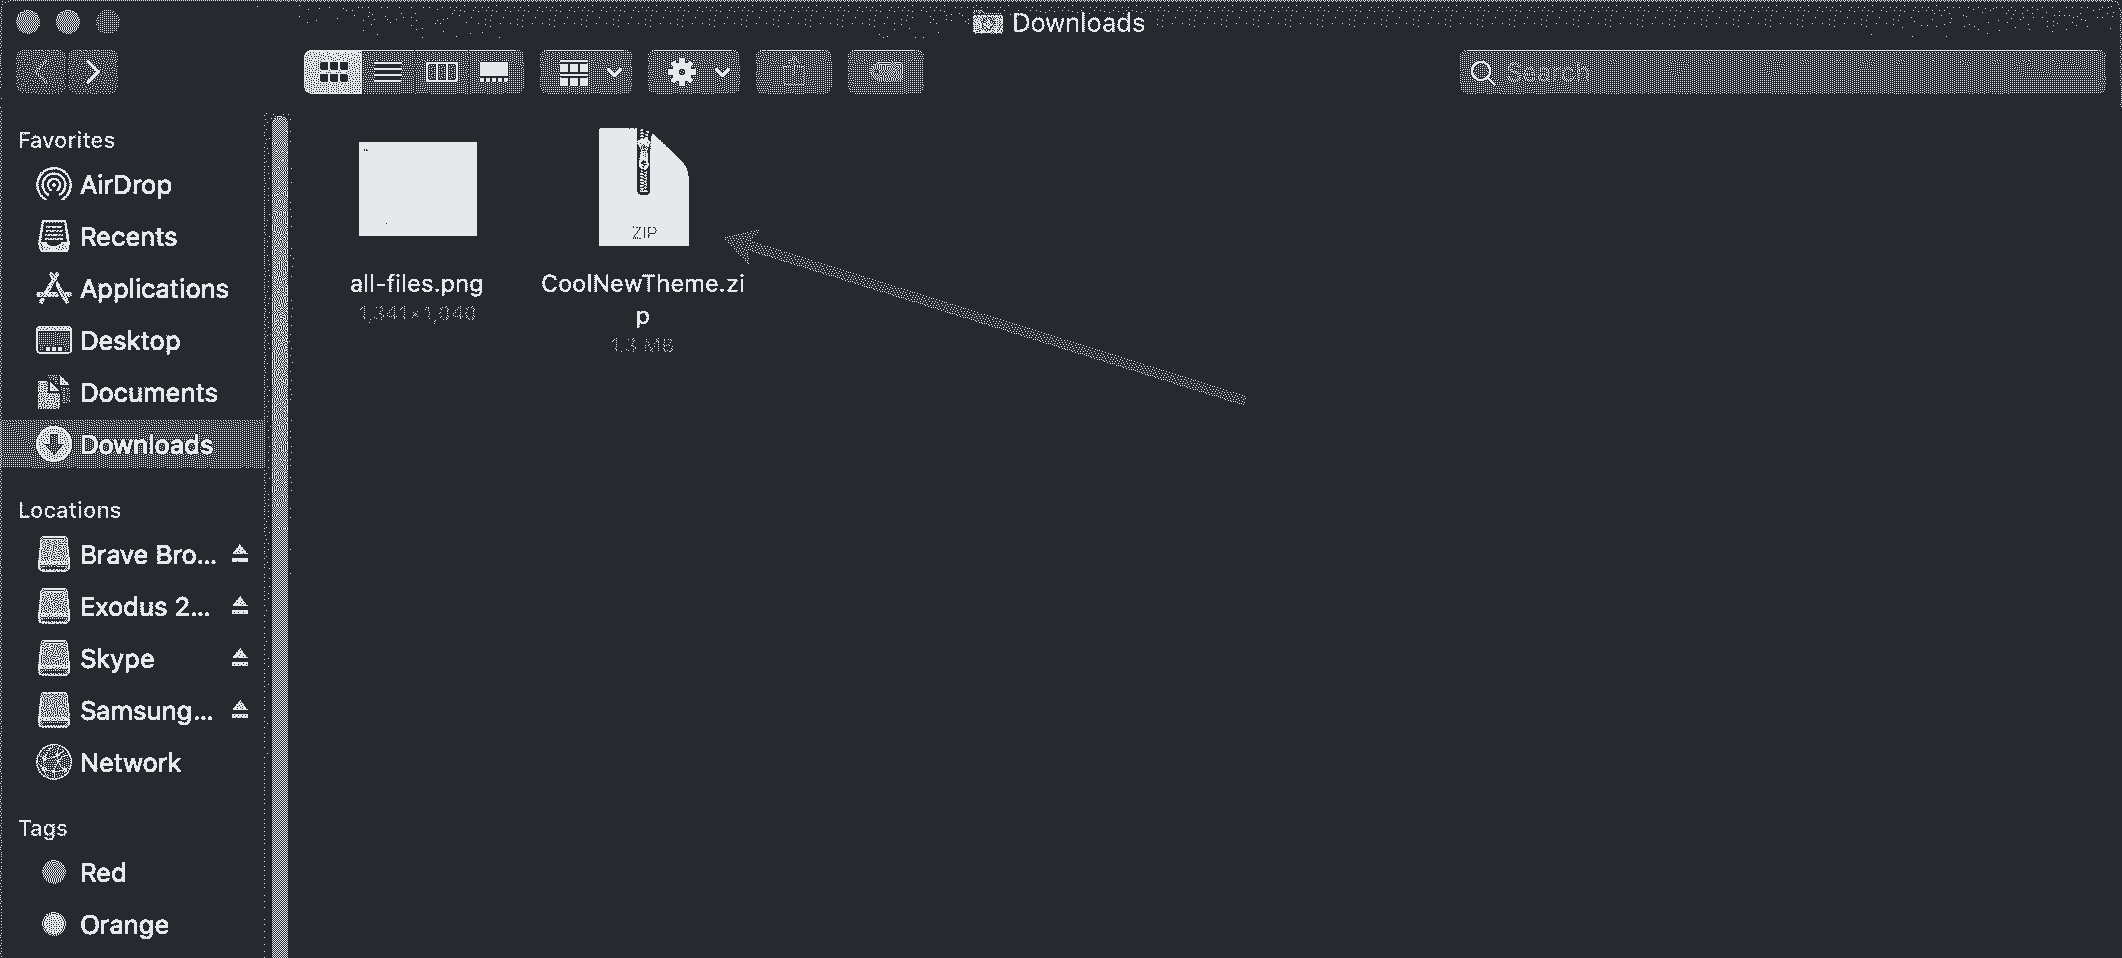 Downloads
Search
Favorites
AirDrop
Recents
Applications
Desktop
Documents
Downloads
Locations
Brave Bro...
Exodus 2...
Skype
Samsung...
Network
Tags
Red
Orange
ZIP
all-files.png
1,341×1,040
CoolNewTheme.zi
p
1.3 MB